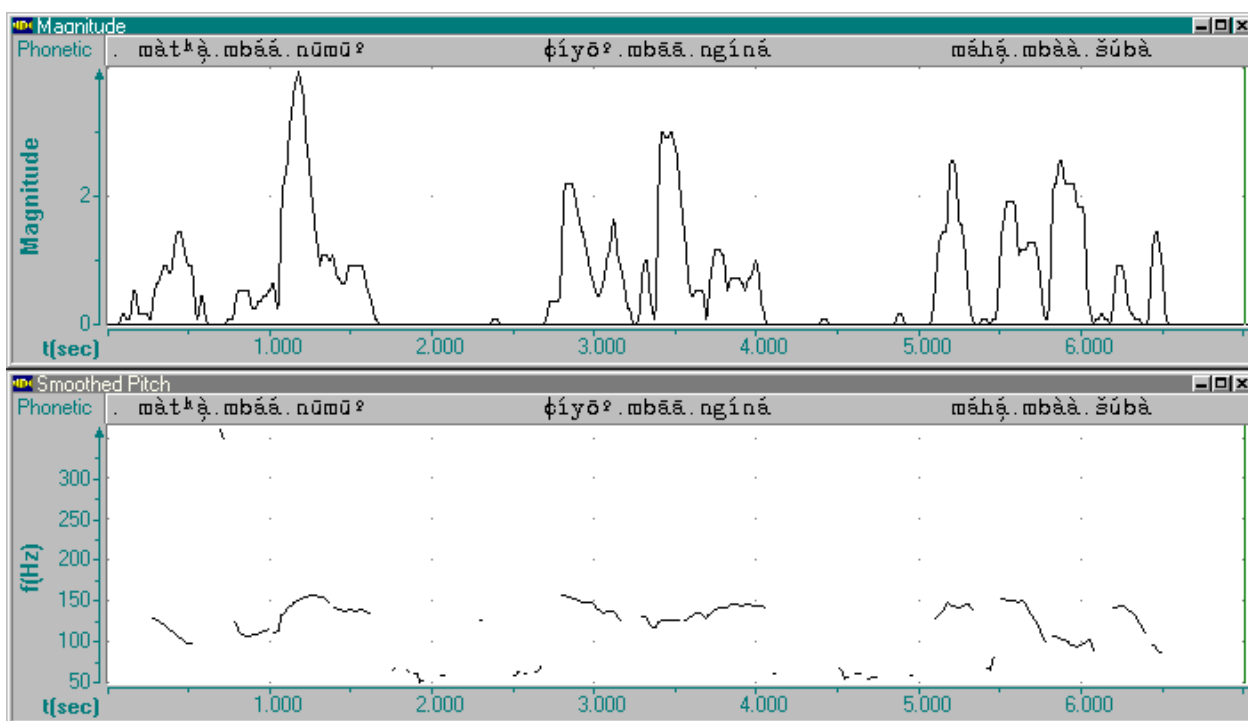 Magnitude
Phonetic . màtʰà̧.mbáá.nūmūˀ ȼíyōˀ.mbāā.ngíná máhá̧.mbàà.šúbà
Magnitude
2
0
t(sec) 1.000 2.000 3.000 4.000 5.000 6.000
Smoothed Pitch
Phonetic . màtʰà̧.mbáá.nūmūˀ ȼíyōˀ.mbāā.ngíná máhá̧.mbàà.šúbà
f(Hz)
300
250
200
150
100
50
t(sec) 1.000 2.000 3.000 4.000 5.000 6.000